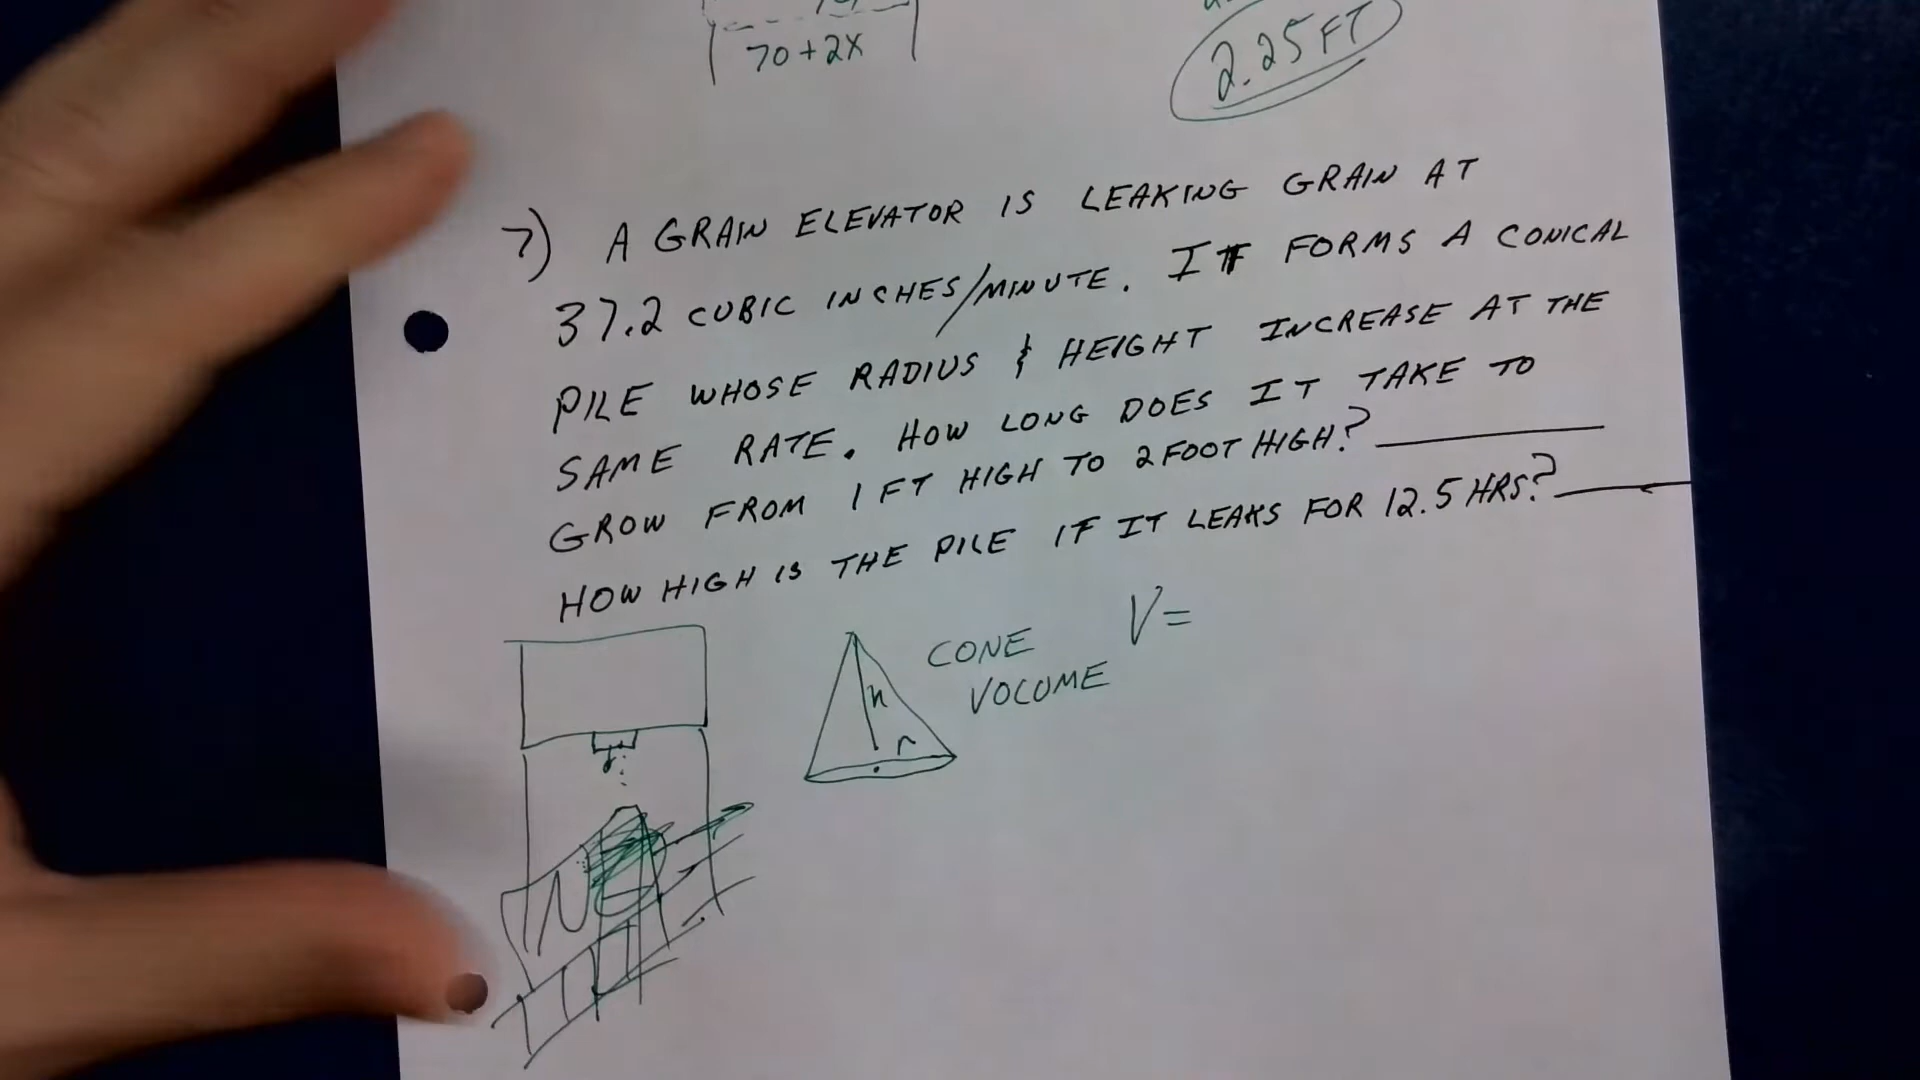 70+2X
2.25 FT
7) A GRAIN ELEVATOR IS LEAKING GRAIN AT
37.2 CUBIC INCHES/MINUTE. IT FORMS A CONICAL
PILE WHOSE RADIUS & HEIGHT INCREASE AT THE
SAME RATE. HOW LONG DOES IT TAKE TO
GROW FROM 1 FT HIGH TO 2 FOOT HIGH?
HOW HIGH IS THE PILE IF IT LEAKS FOR 12.5 HRS?
CONE V=
VOLUME
h
r